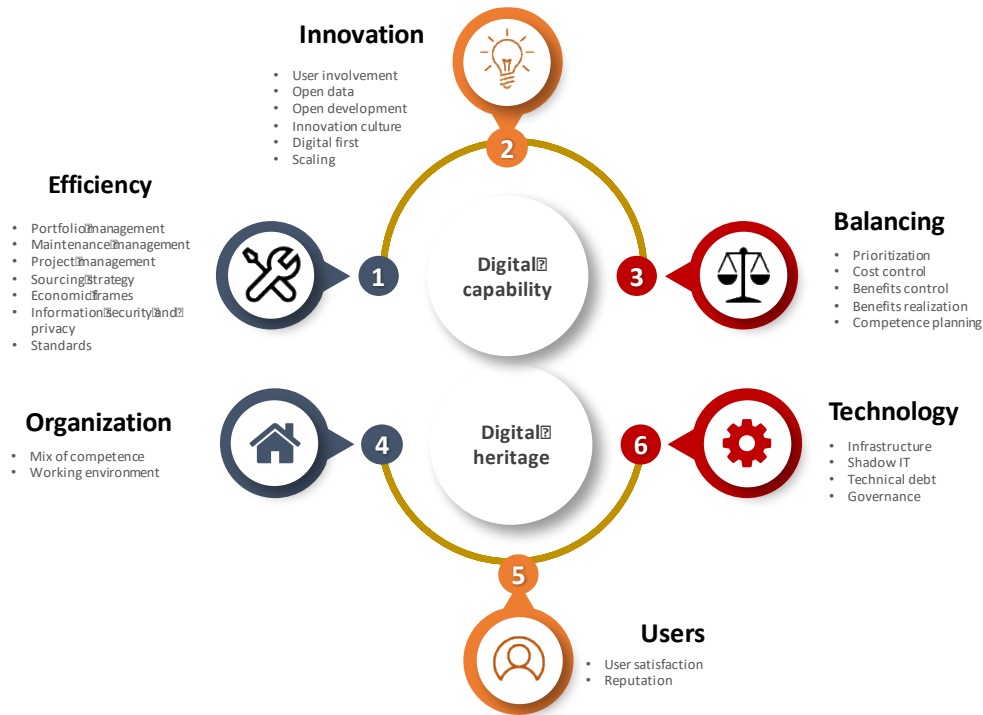 Innovation
• User involvement
• Open data
• Open development
• Innovation culture
• Digital first
• Scaling
2
Efficiency
• Portfolio management
• Maintenance management
• Project management
• Sourcing strategy
• Economic frames
• Information security and
privacy
• Standards
1
Digital
capability
3
Balancing
• Prioritization
• Cost control
• Benefits control
• Benefits realization
• Competence planning
Organization
• Mix of competence
• Working environment
4
Digital
heritage
6
Technology
• Infrastructure
• Shadow IT
• Technical debt
• Governance
5
Users
• User satisfaction
• Reputation